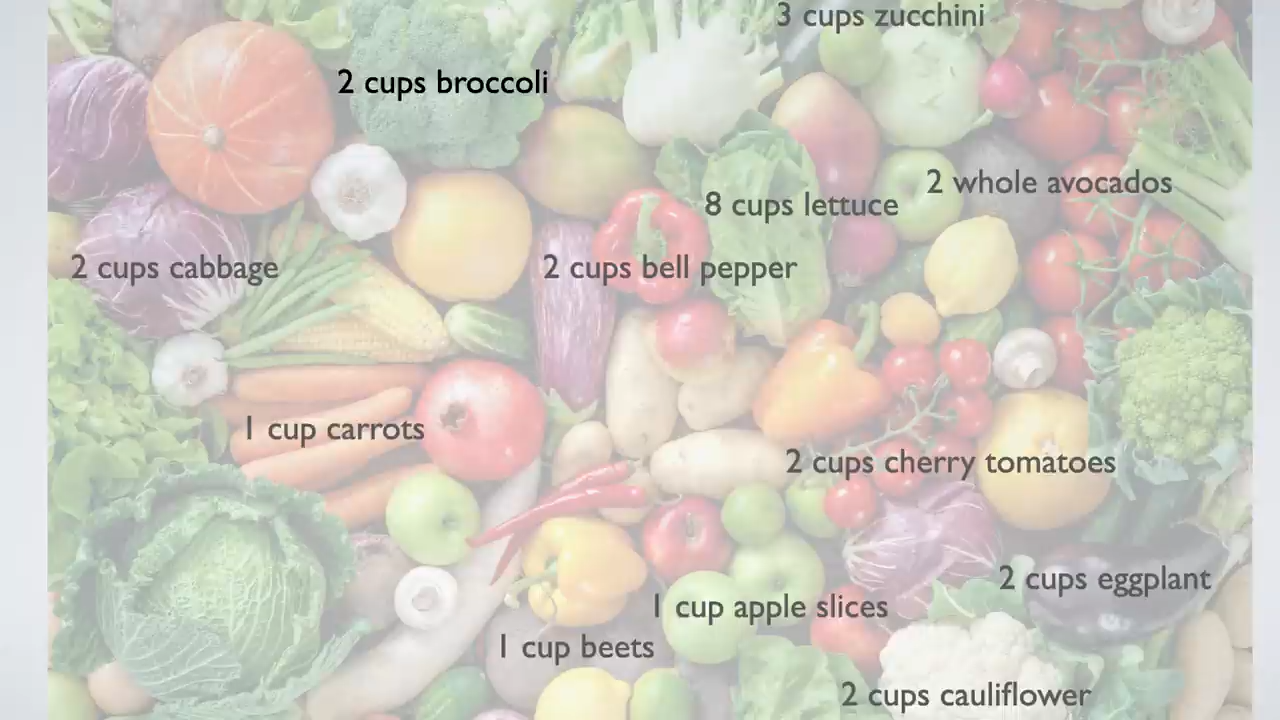 3 cups zucchini
2 cups broccoli
2 whole avocados
8 cups lettuce
2 cups cabbage
2 cups bell pepper
1 cup carrots
2 cups cherry tomatoes
2 cups eggplant
1 cup apple slices
1 cup beets
2 cups cauliflower